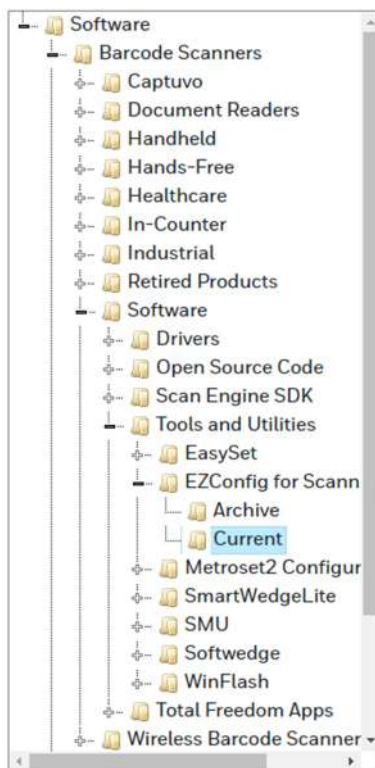 Software
Barcode Scanners
Captuvo
Document Readers
Handheld
Hands-Free
Healthcare
In-Counter
Industrial
Retired Products
Software
Drivers
Open Source Code
Scan Engine SDK
Tools and Utilities
EasySet
EZConfig for Scann
Archive
Current
Metroset2 Configur
SmartWedgeLite
SMU
Softwedge
WinFlash
Total Freedom Apps
Wireless Barcode Scanner